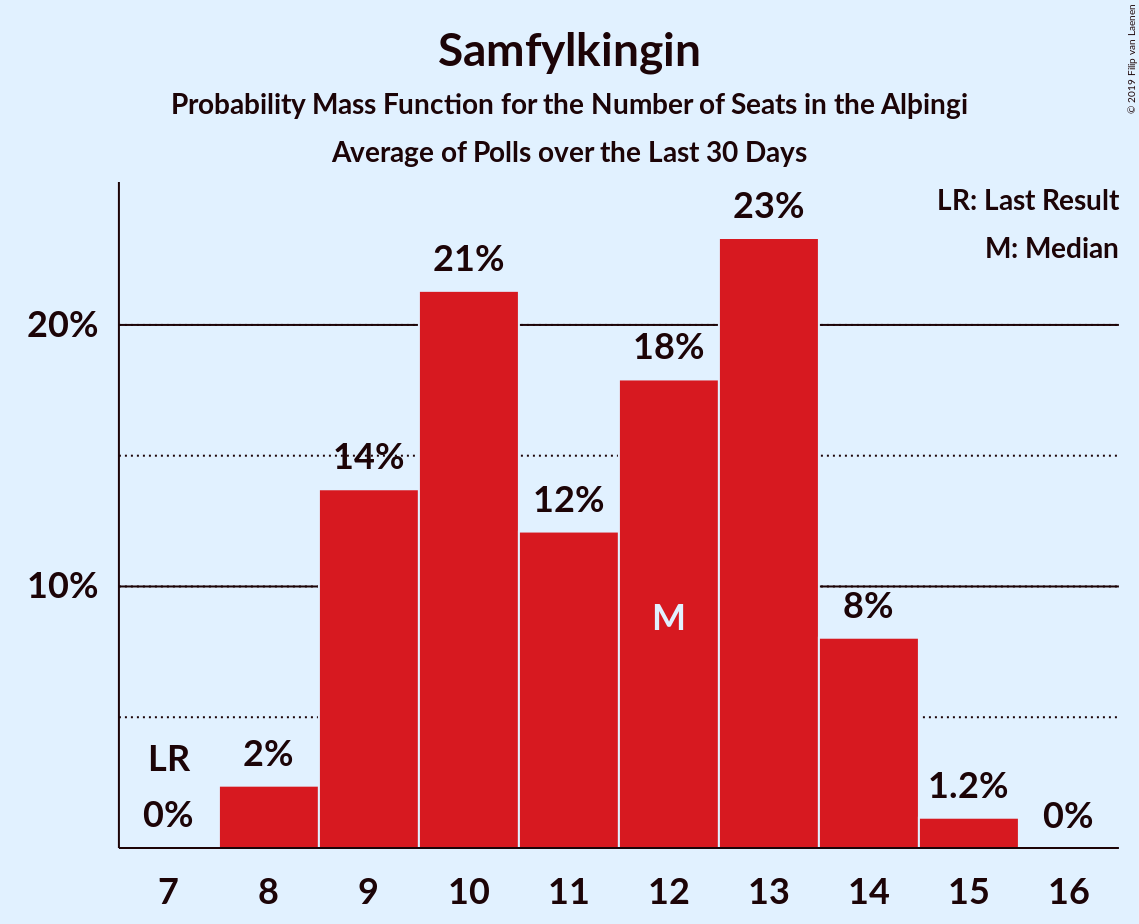 Samfylkingin
Probability Mass Function for the Number of Seats in the Alþingi
Average of Polls over the Last 30 Days
© 2019 Filip van Laenen
LR: Last Result
M: Median
20%
10%
LR
0%
2%
14%
21%
12%
18%
M
23%
8%
1.2%
0%
7 8 9 10 11 12 13 14 15 16